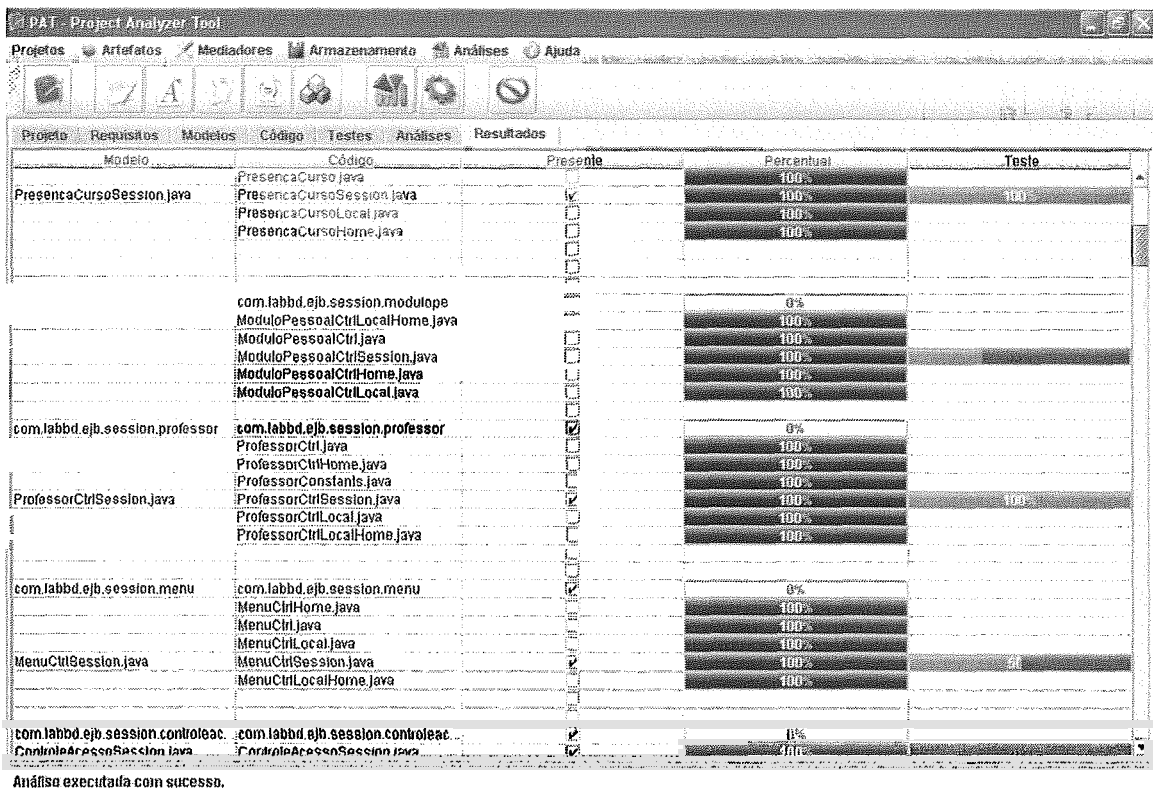 PAT - Project Analyzer Tool
Projetos Artefatos Mediadores Armazenamento Análises Ajuda
Projeto Requisitos Modelos Código Testes Análises Resultados
Modelo Código Presente Percentual Teste
PresencaCurso.java 100%
PresencaCursoSession.java PresencaCursoSession.java 100% 100
PresencaCursoLocal.java 100%
PresencaCursoHome.java 100%
com.labbd.ejb.session.modulope 0%
ModuloPessoalCtrlLocalHome.java 100%
ModuloPessoalCtrl.java 100%
ModuloPessoalCtrlSession.java 100%
ModuloPessoalCtrlHome.java 100%
ModuloPessoalCtrlLocal.java 100%
com.labbd.ejb.session.professor com.labbd.ejb.session.professor 0%
ProfessorCtrl.java 100%
ProfessorCtrlHome.java 100%
ProfessorConstants.java 100%
ProfessorCtrlSession.java ProfessorCtrlSession.java 100% 100
ProfessorCtrlLocal.java 100%
ProfessorCtrlLocalHome.java 100%
com.labbd.ejb.session.menu com.labbd.ejb.session.menu 0%
MenuCtrlHome.java 100%
MenuCtrl.java 100%
MenuCtrlLocal.java 100%
MenuCtrlSession.java MenuCtrlSession.java 100%
MenuCtrlLocalHome.java 100%
com.labbd.ejb.session.controleac... com.labbd.ejb.session.controleac... 0%
ControleAcessoSession.java ControleAcessoSession.java 100%
Análise executada com sucesso.